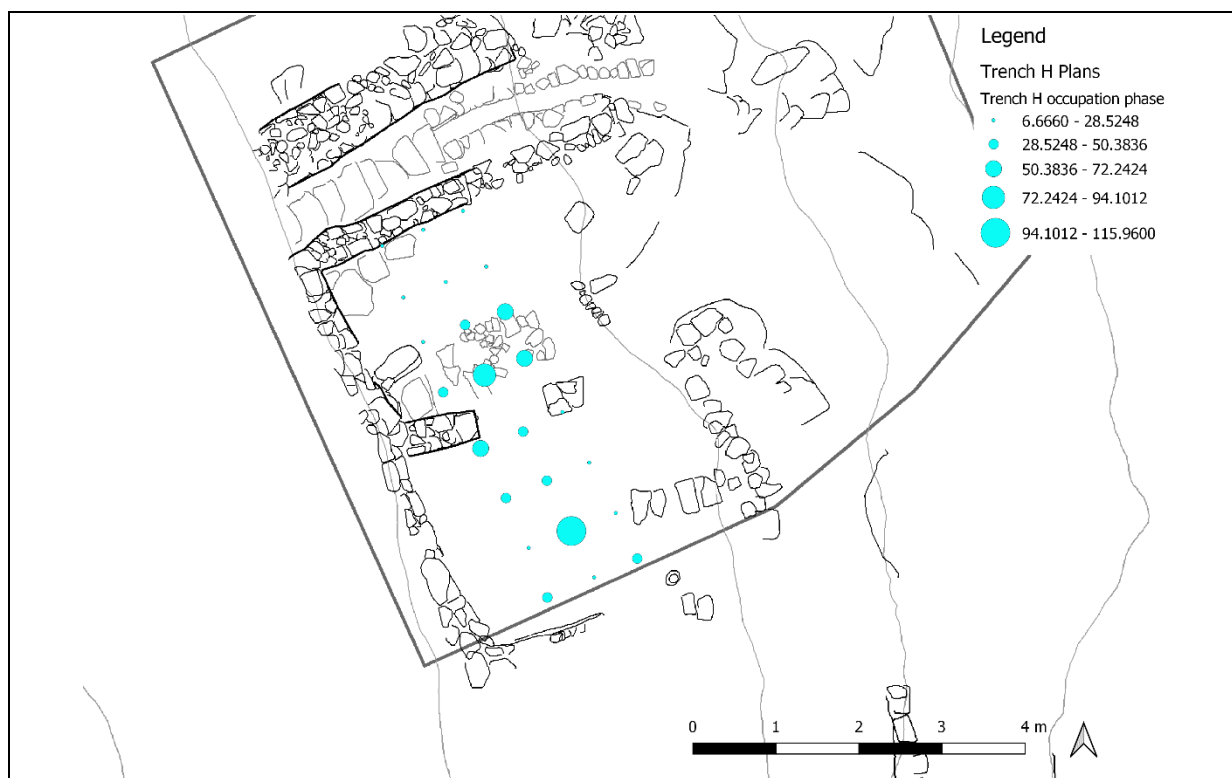 Legend
Trench H Plans
Trench H occupation phase
6.6660 - 28.5248
28.5248 - 50.3836
50.3836 - 72.2424
72.2424 - 94.1012
94.1012 - 115.9600
0 1 2 3 4 m